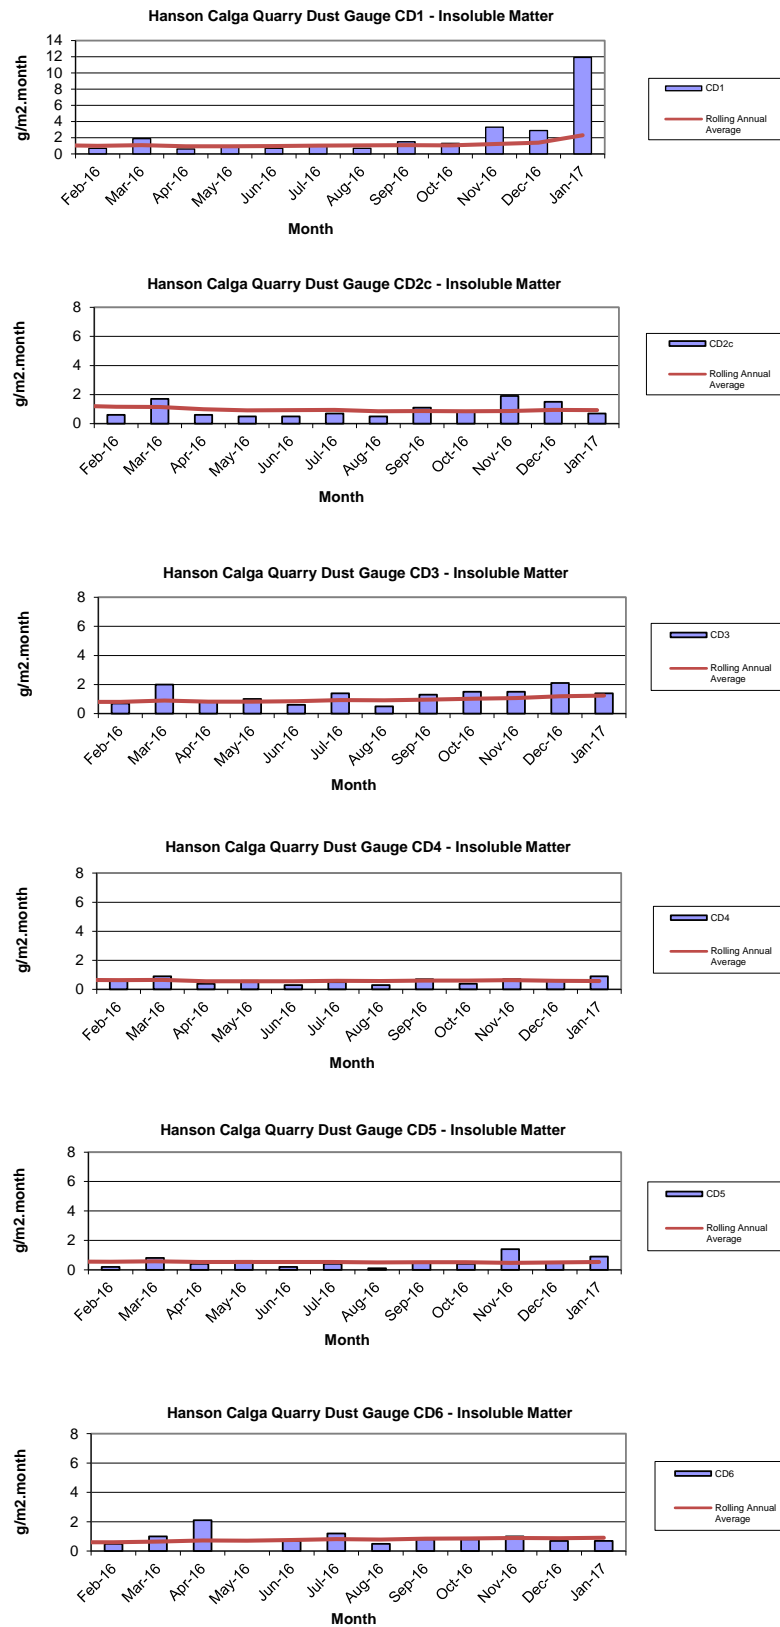 Hanson Calga Quarry Dust Gauge CD1 - Insoluble Matter
g/m2.month
14
12
10
8
6
4
2
0
Feb-16 Mar-16 Apr-16 May-16 Jun-16 Jul-16 Aug-16 Sep-16 Oct-16 Nov-16 Dec-16 Jan-17
Month
CD1
Rolling Annual
Average
Hanson Calga Quarry Dust Gauge CD2c - Insoluble Matter
g/m2.month
8
6
4
2
0
Feb-16 Mar-16 Apr-16 May-16 Jun-16 Jul-16 Aug-16 Sep-16 Oct-16 Nov-16 Dec-16 Jan-17
Month
CD2c
Rolling Annual
Average
Hanson Calga Quarry Dust Gauge CD3 - Insoluble Matter
g/m2.month
8
6
4
2
0
Feb-16 Mar-16 Apr-16 May-16 Jun-16 Jul-16 Aug-16 Sep-16 Oct-16 Nov-16 Dec-16 Jan-17
Month
CD3
Rolling Annual
Average
Hanson Calga Quarry Dust Gauge CD4 - Insoluble Matter
g/m2.month
8
6
4
2
0
Feb-16 Mar-16 Apr-16 May-16 Jun-16 Jul-16 Aug-16 Sep-16 Oct-16 Nov-16 Dec-16 Jan-17
Month
CD4
Rolling Annual
Average
Hanson Calga Quarry Dust Gauge CD5 - Insoluble Matter
g/m2.month
8
6
4
2
0
Feb-16 Mar-16 Apr-16 May-16 Jun-16 Jul-16 Aug-16 Sep-16 Oct-16 Nov-16 Dec-16 Jan-17
Month
CD5
Rolling Annual
Average
Hanson Calga Quarry Dust Gauge CD6 - Insoluble Matter
g/m2.month
8
6
4
2
0
Feb-16 Mar-16 Apr-16 May-16 Jun-16 Jul-16 Aug-16 Sep-16 Oct-16 Nov-16 Dec-16 Jan-17
Month
CD6
Rolling Annual
Average